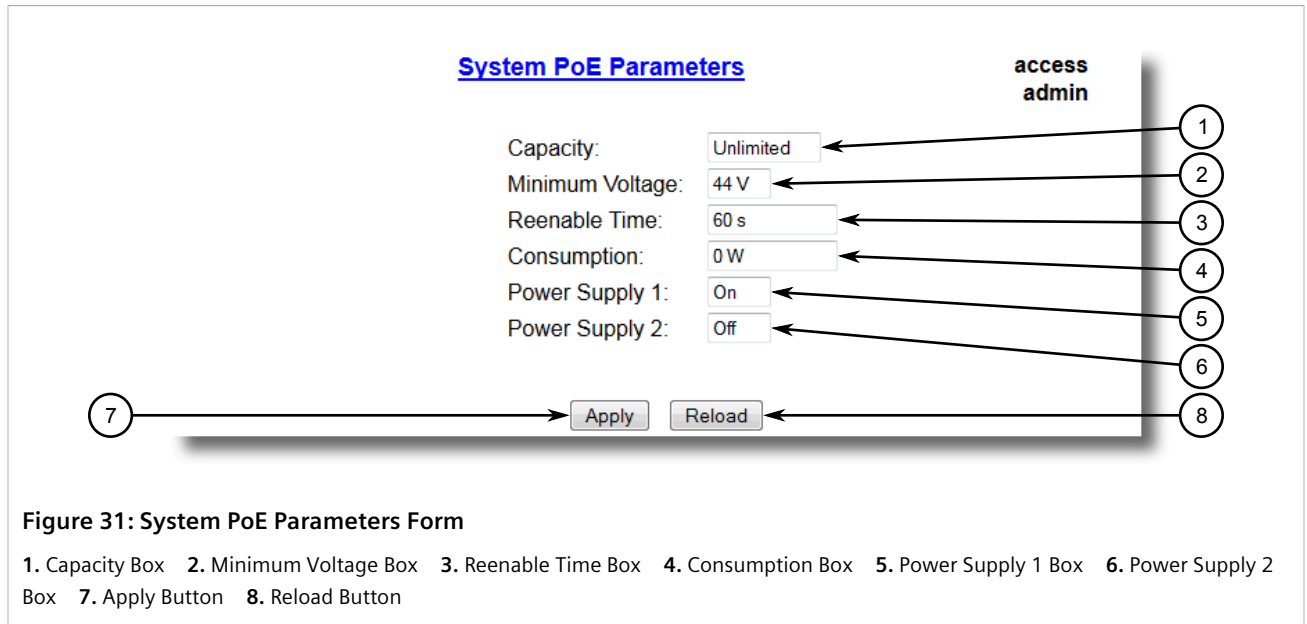 System PoE Parameters
access
admin
Capacity: Unlimited 1
Minimum Voltage: 44 V 2
Reenable Time: 60 s 3
Consumption: 0 W 4
Power Supply 1: On 5
Power Supply 2: Off 6
7 Apply Reload 8
Figure 31: System PoE Parameters Form
1. Capacity Box 2. Minimum Voltage Box 3. Reenable Time Box 4. Consumption Box 5. Power Supply 1 Box 6. Power Supply 2
Box 7. Apply Button 8. Reload Button